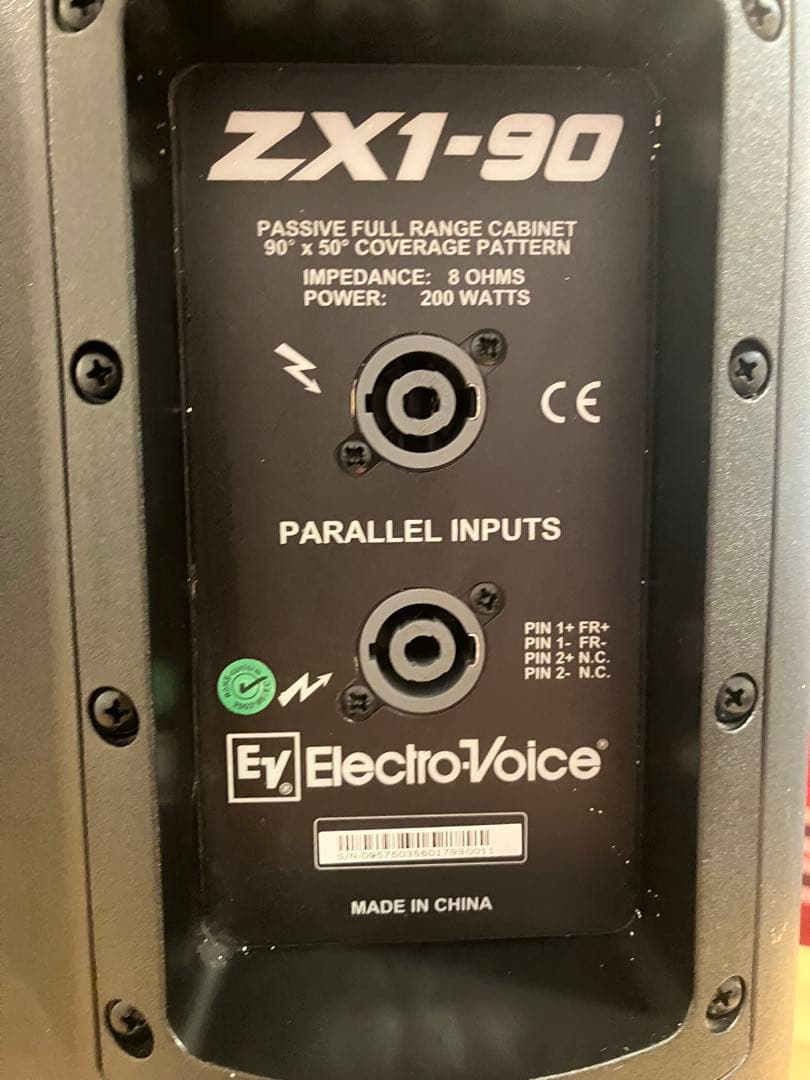 ZX1-90
PASSIVE FULL RANGE CABINET
90° x 50° COVERAGE PATTERN
IMPEDANCE: 8 OHMS
POWER: 200 WATTS
CE
PARALLEL INPUTS
PIN 1+ FR+
PIN 1- FR-
PIN 2+ N.C.
PIN 2- N.C.
EV® Electro-Voice®
S/N:095750356017930011
MADE IN CHINA